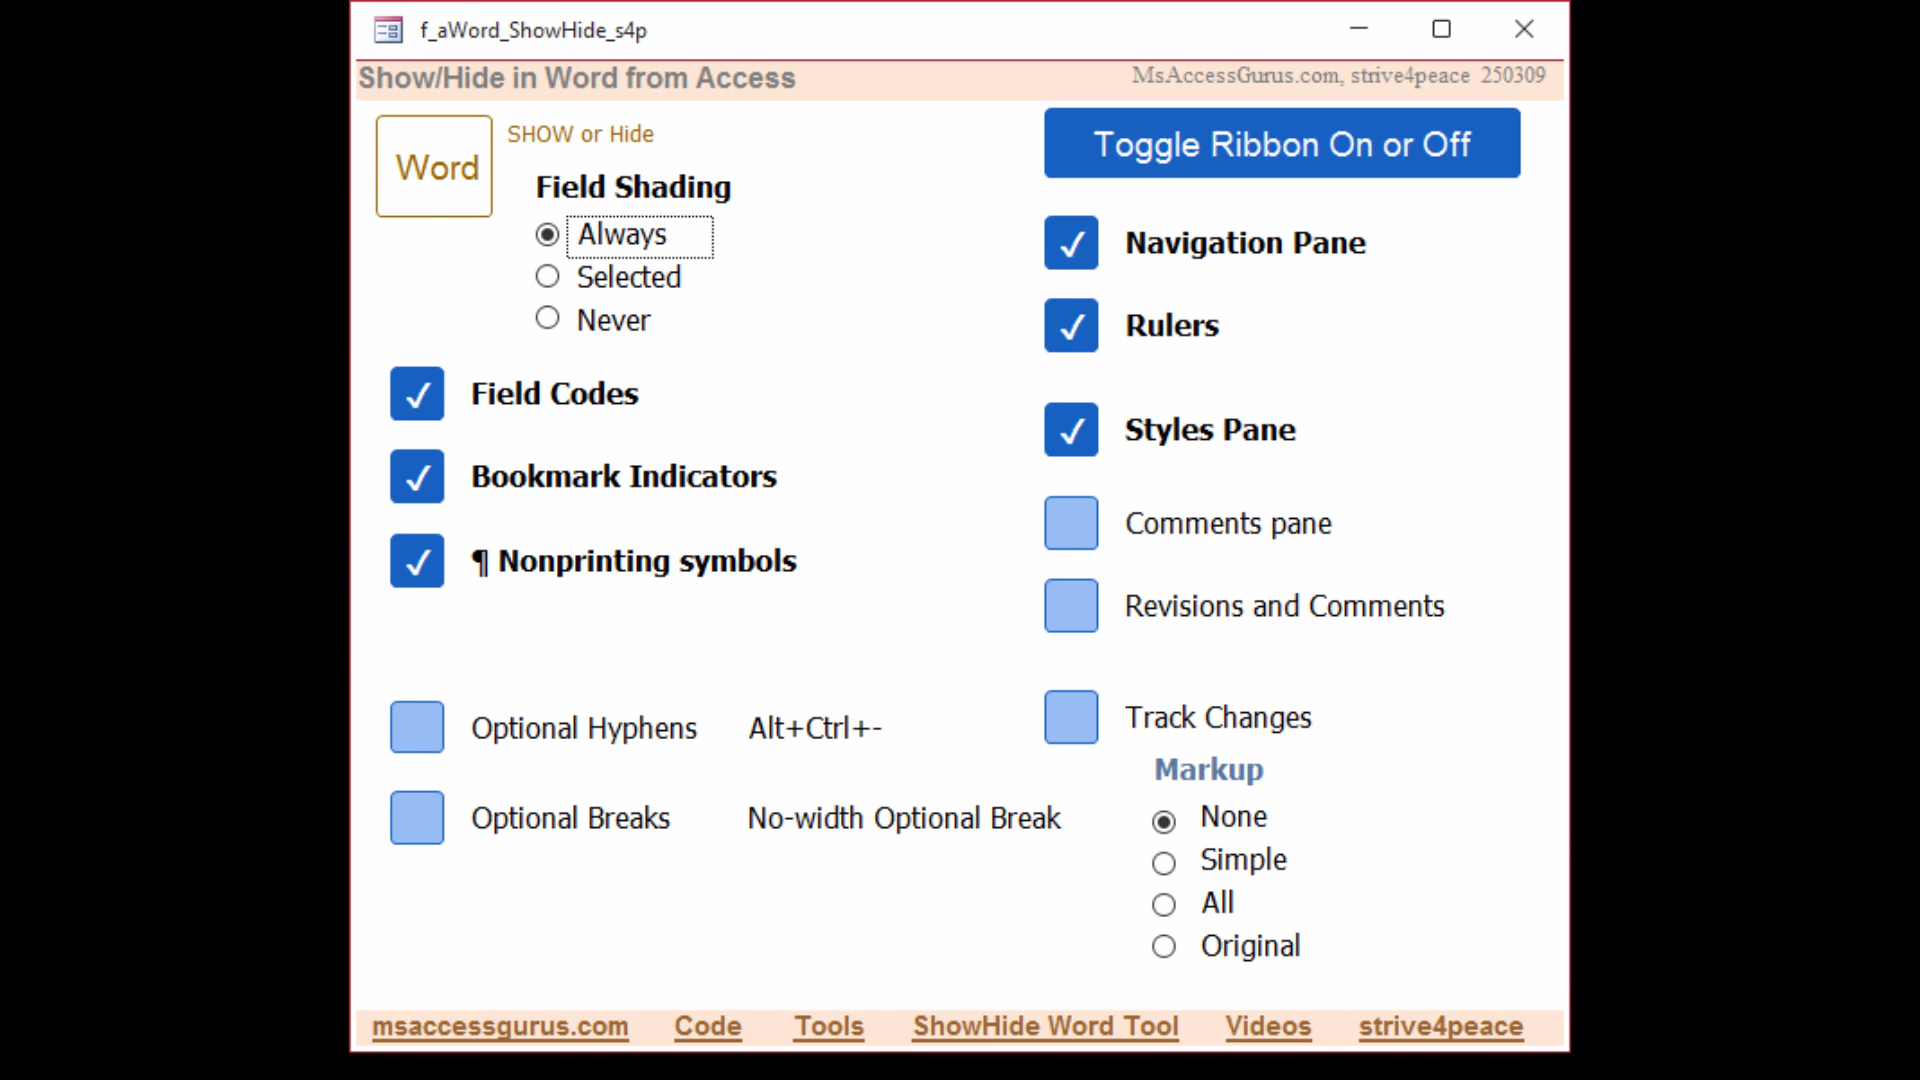 f_aWord_ShowHide_s4p
Show/Hide in Word from Access
MsAccessGurus.com, strive4peace 250309
Word
SHOW or Hide
Field Shading
Always
Selected
Never
Field Codes
Bookmark Indicators
¶ Nonprinting symbols
Optional Hyphens Alt+Ctrl+-
Optional Breaks No-width Optional Break
Toggle Ribbon On or Off
Navigation Pane
Rulers
Styles Pane
Comments pane
Revisions and Comments
Track Changes
Markup
None
Simple
All
Original
msaccessgurus.com Code Tools ShowHide Word Tool Videos strive4peace